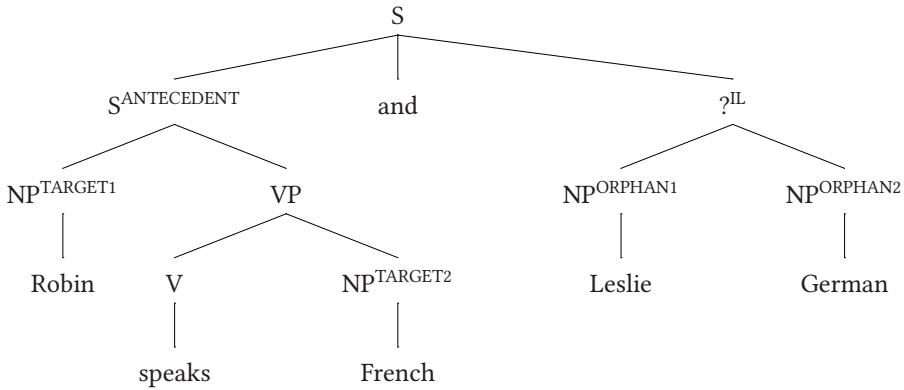 S
S^ANTECEDENT and ?^IL
NP^TARGET1 VP NP^ORPHAN1 NP^ORPHAN2
Robin V NP^TARGET2 Leslie German
speaks French